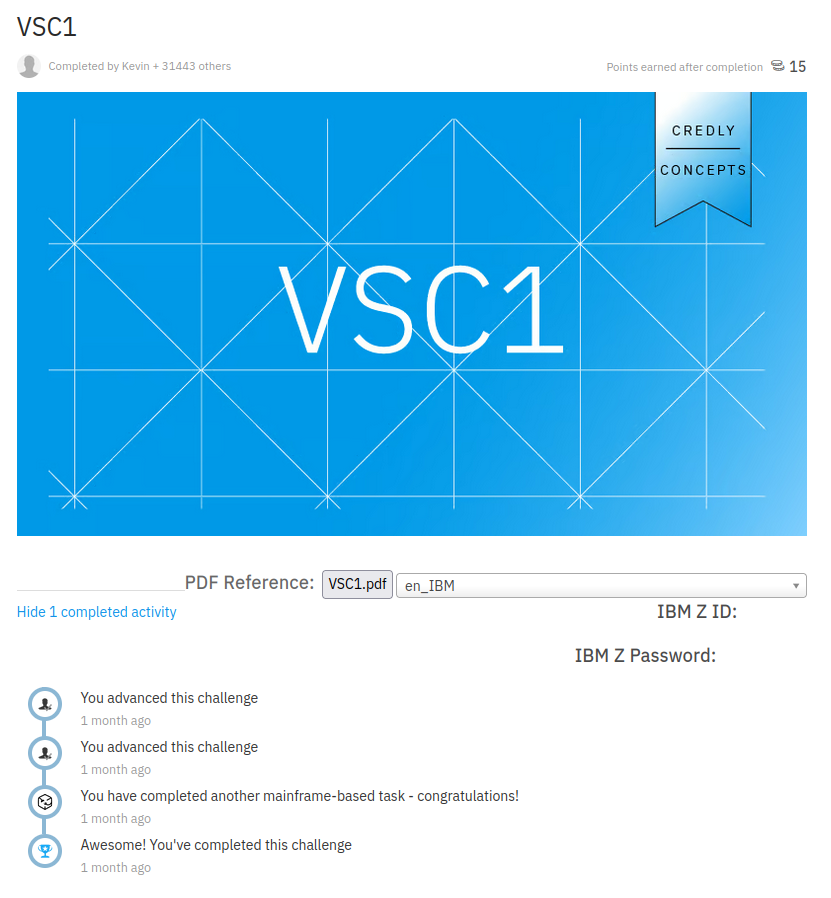 VSC1
Completed by Kevin + 31443 others
Points earned after completion 15
CREDLY
CONCEPTS
VSC1
PDF Reference: VSC1.pdf en_IBM
Hide 1 completed activity
IBM Z ID:
IBM Z Password:
You advanced this challenge
1 month ago
You advanced this challenge
1 month ago
You have completed another mainframe-based task - congratulations!
1 month ago
Awesome! You've completed this challenge
1 month ago